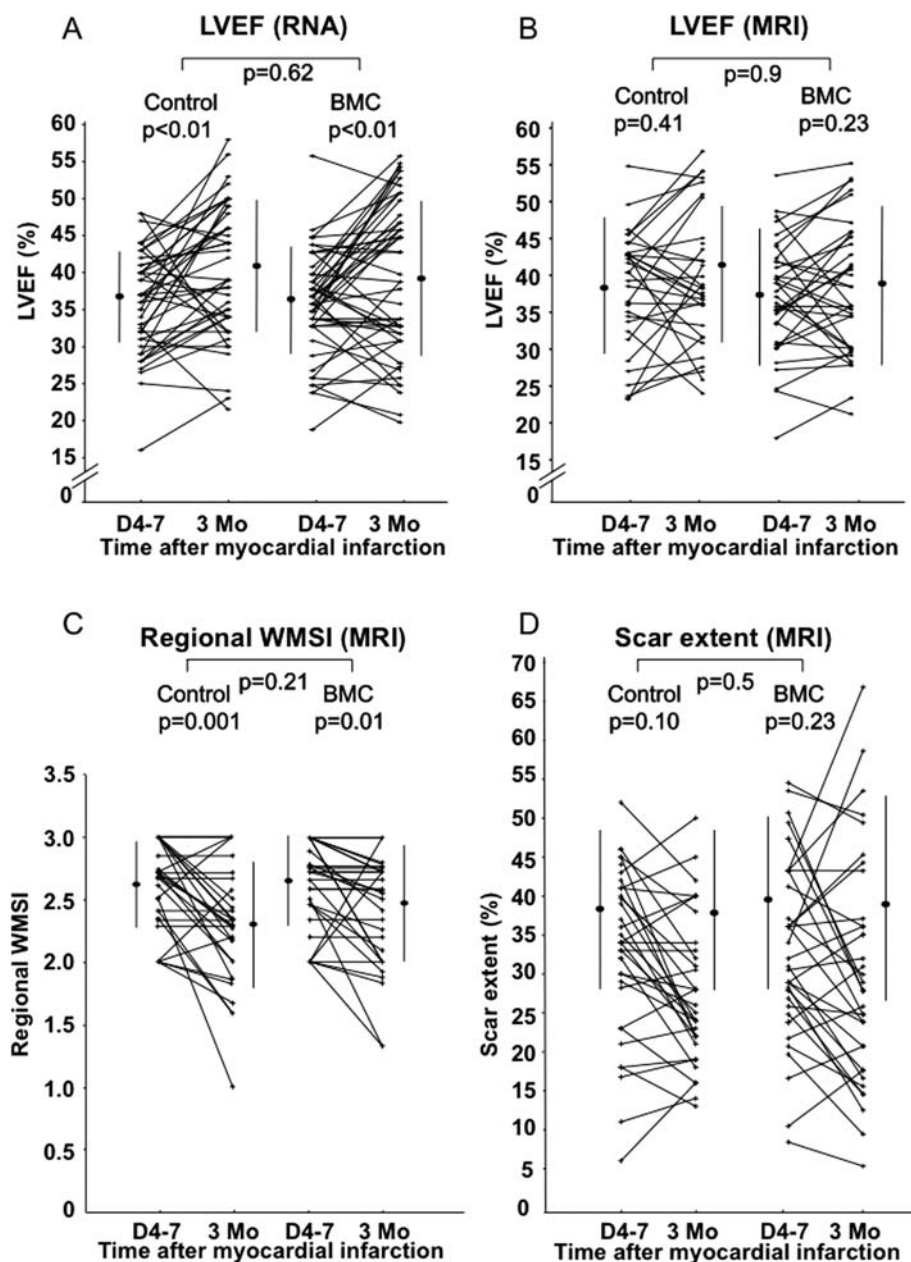 A
LVEF (RNA)
p=0.62
Control
p<0.01
BMC
p<0.01
LVEF (%)
60
55
50
45
40
35
30
25
20
15
0
D4-7
3 Mo
D4-7
3 Mo
Time after myocardial infarction
B
LVEF (MRI)
p=0.9
Control
p=0.41
BMC
p=0.23
LVEF (%)
60
55
50
45
40
35
30
25
20
15
0
D4-7
3 Mo
D4-7
3 Mo
Time after myocardial infarction
C
Regional WMSI (MRI)
p=0.21
Control
p=0.001
BMC
p=0.01
Regional WMSI
3.5
3.0
2.5
2.0
1.5
1.0
0.5
0
D4-7
3 Mo
D4-7
3 Mo
Time after myocardial infarction
D
Scar extent (MRI)
p=0.5
Control
p=0.10
BMC
p=0.23
Scar extent (%)
70
65
60
55
50
45
40
35
30
25
20
15
10
5
0
D4-7
3 Mo
D4-7
3 Mo
Time after myocardial infarction